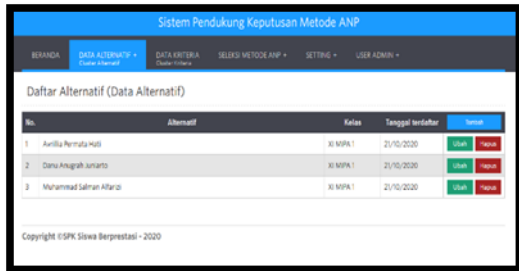 Sistem Pendukung Keputusan Metode ANP
BERANDA DATA ALTERNATIF DATA KRITERIA SELEKSI METODE ANP SETTING USER ADMIN
Cluster Alternatif Cluster Kriteria
Daftar Alternatif (Data Alternatif)
No. Alternatif Kelas Tanggal terdaftar Tambah
1 Avrillia Permata Hati XI MIPA 1 21/10/2020 Ubah Hapus
2 Danu Anugrah Juniarto XI MIPA 1 21/10/2020 Ubah Hapus
3 Muhammad Salman Alfarizi XI MIPA 1 21/10/2020 Ubah Hapus
Copyright ©SPK Siswa Berprestasi - 2020